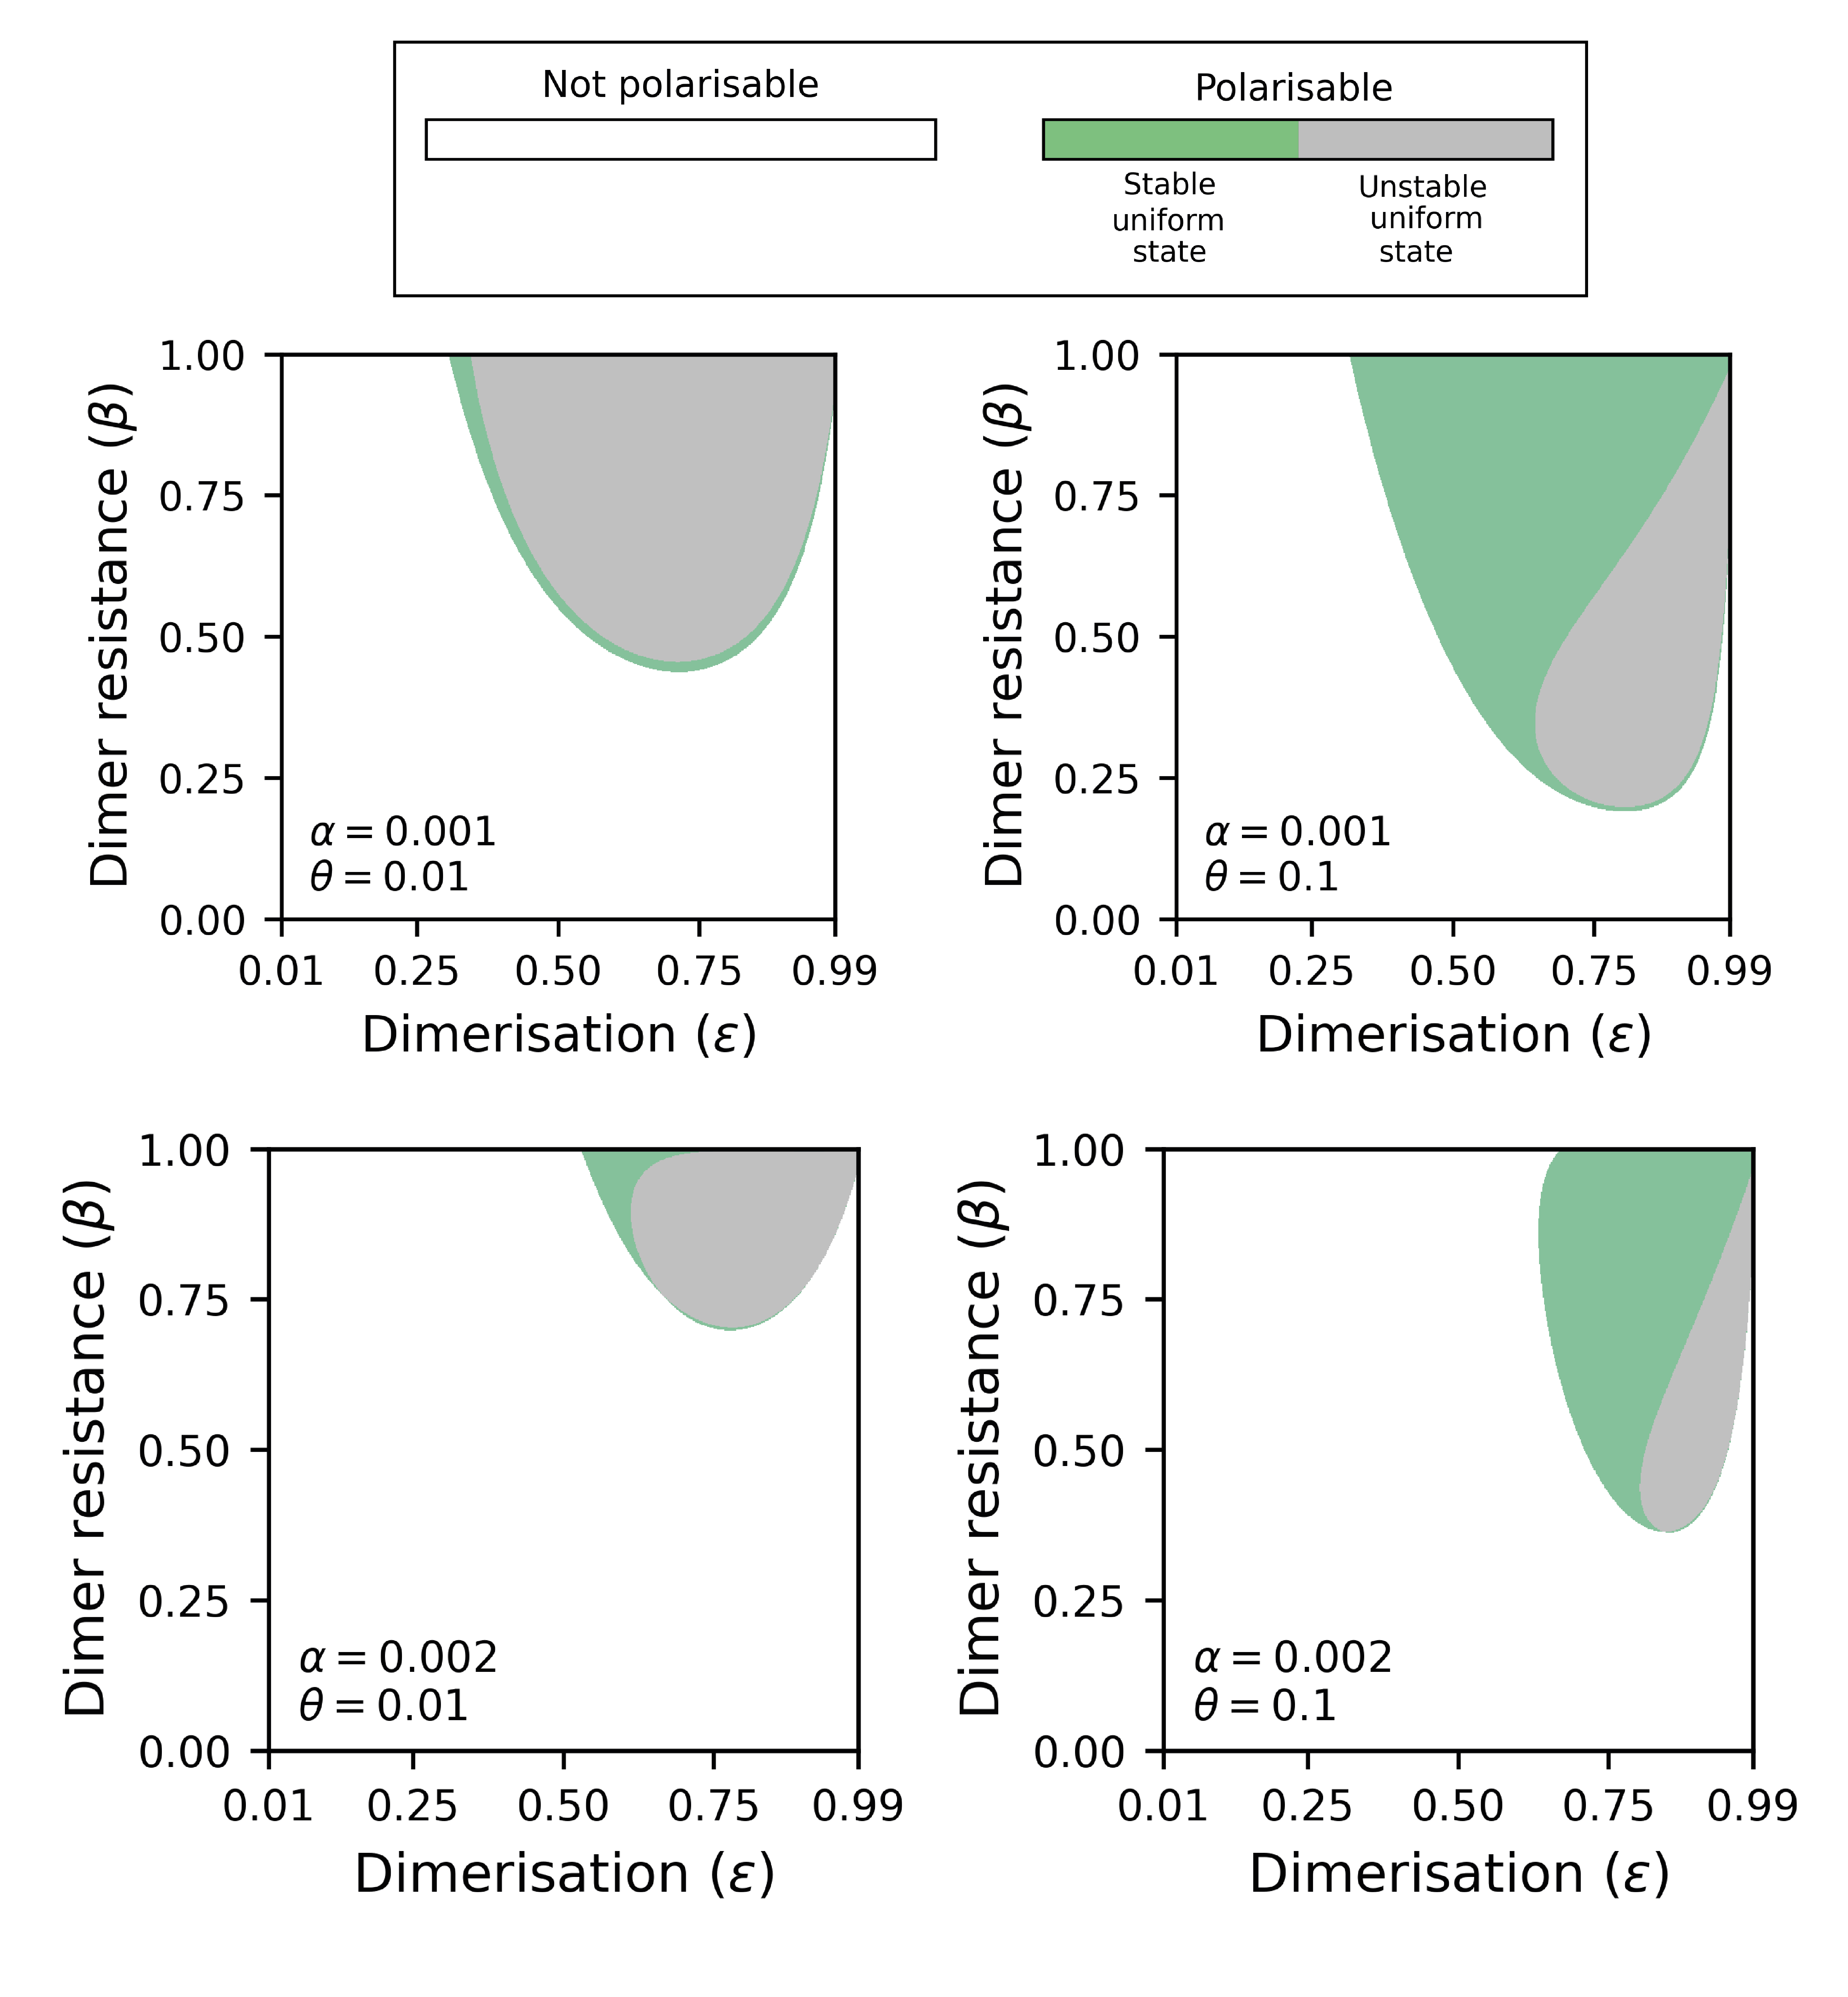 Not polarisable
Polarisable
Stable
uniform
state
Unstable
uniform
state
1.00
0.75
0.50
0.25
0.00
Dimer resistance (β)
α = 0.001
θ = 0.01
0.01 0.25 0.50 0.75 0.99
Dimerisation (ε)
1.00
0.75
0.50
0.25
0.00
Dimer resistance (β)
α = 0.001
θ = 0.1
0.01 0.25 0.50 0.75 0.99
Dimerisation (ε)
1.00
0.75
0.50
0.25
0.00
Dimer resistance (β)
α = 0.002
θ = 0.01
0.01 0.25 0.50 0.75 0.99
Dimerisation (ε)
1.00
0.75
0.50
0.25
0.00
Dimer resistance (β)
α = 0.002
θ = 0.1
0.01 0.25 0.50 0.75 0.99
Dimerisation (ε)